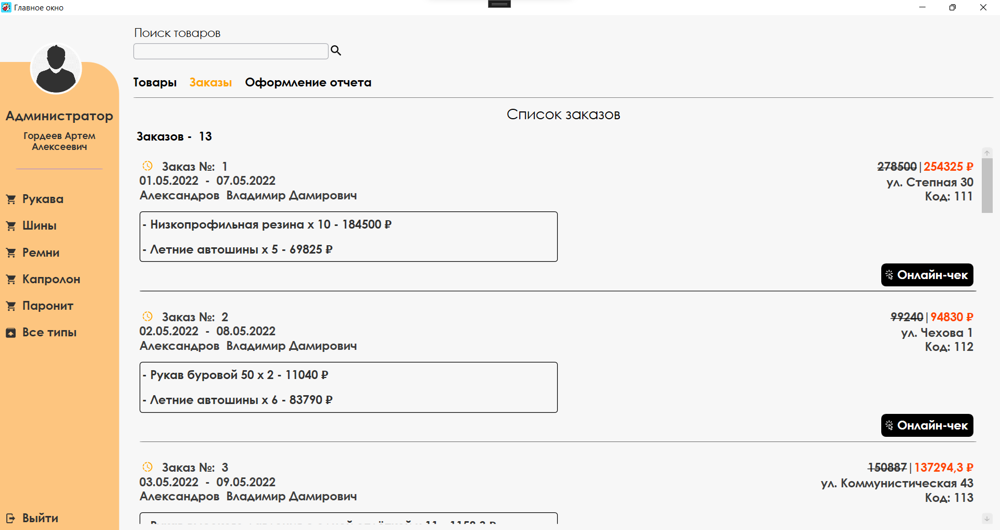 Главное окно
Поиск товаров
Товары Заказы Оформление отчета
Администратор
Гордеев Артем
Алексеевич
Рукава
Шины
Ремни
Капролон
Паронит
Все типы
Выйти
Список заказов
Заказов - 13
Заказ №: 1
01.05.2022 - 07.05.2022
Александров Владимир Дамирович
278500|254325 ₽
ул. Степная 30
Код: 111
- Низкопрофильная резина x 10 - 184500 ₽
- Летние автошины x 5 - 69825 ₽
Онлайн-чек
Заказ №: 2
02.05.2022 - 08.05.2022
Александров Владимир Дамирович
99240|94830 ₽
ул. Чехова 1
Код: 112
- Рукав буровой 50 x 2 - 11040 ₽
- Летние автошины x 6 - 83790 ₽
Онлайн-чек
Заказ №: 3
03.05.2022 - 09.05.2022
Александров Владимир Дамирович
150887|137294,3 ₽
ул. Коммунистическая 43
Код: 113